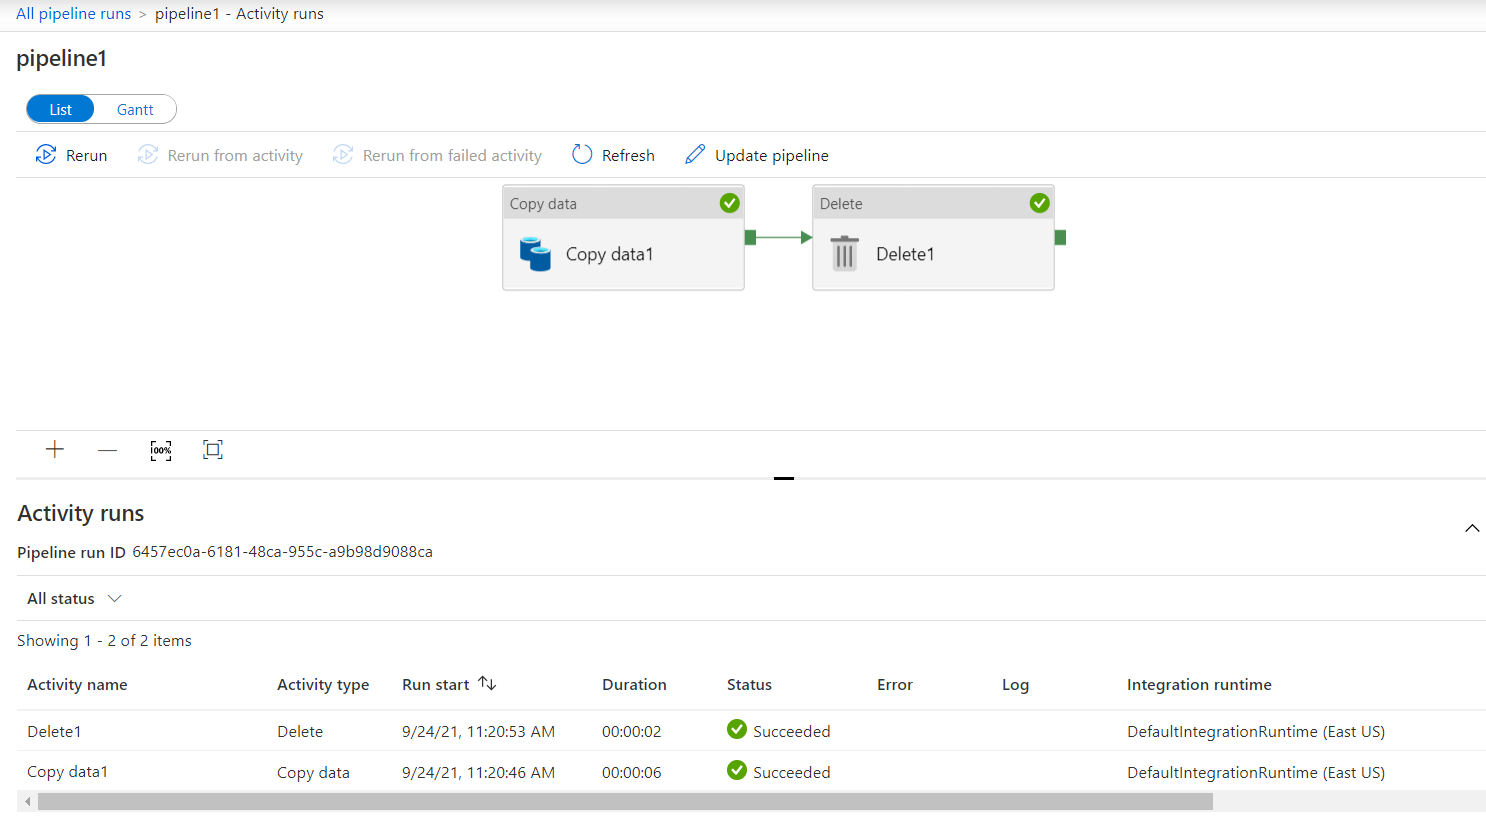 All pipeline runs > pipeline1 - Activity runs
pipeline1
List Gantt
Rerun Rerun from activity Rerun from failed activity Refresh Update pipeline
Copy data Delete
Copy data1 Delete1
100%
Activity runs
Pipeline run ID 6457ec0a-6181-48ca-955c-a9b98d9088ca
All status
Showing 1 - 2 of 2 items
Activity name Activity type Run start Duration Status Error Log Integration runtime
Delete1 Delete 9/24/21, 11:20:53 AM 00:00:02 Succeeded DefaultIntegrationRuntime (East US)
Copy data1 Copy data 9/24/21, 11:20:46 AM 00:00:06 Succeeded DefaultIntegrationRuntime (East US)